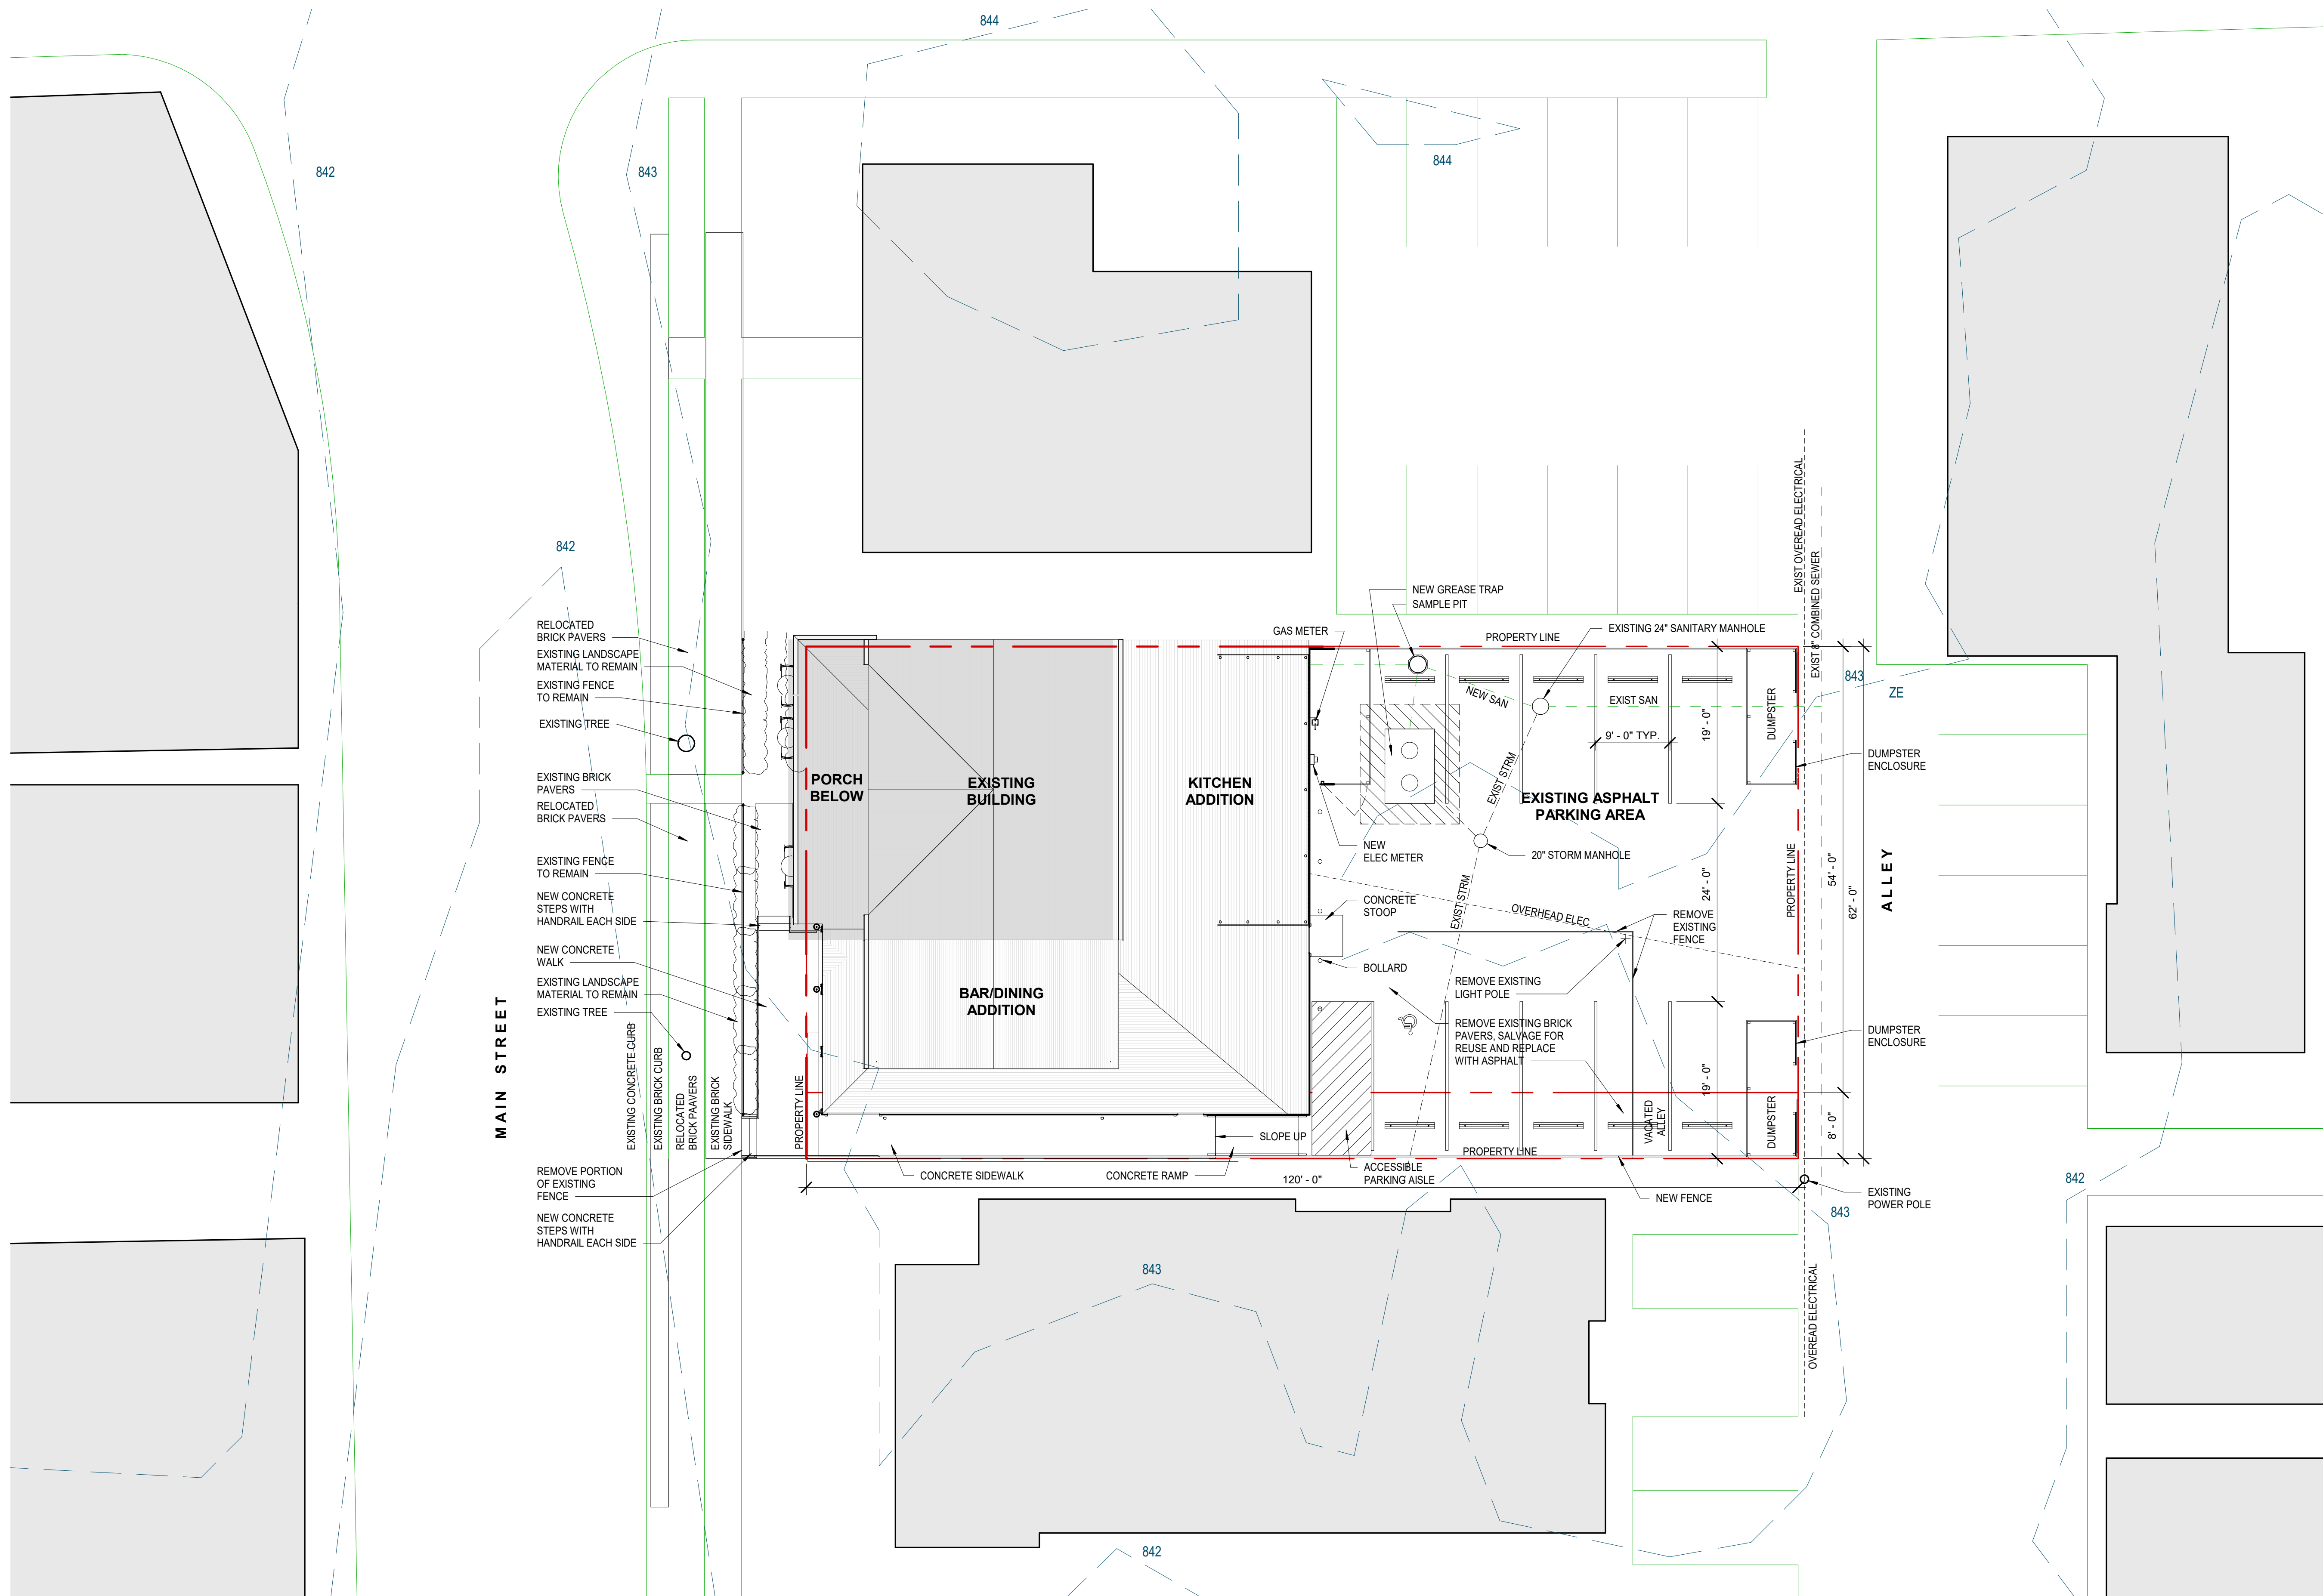 844
844
842
843
842
RELOCATED
BRICK PAVERS
EXISTING LANDSCAPE
MATERIAL TO REMAIN
EXISTING FENCE
TO REMAIN
EXISTING TREE
EXISTING BRICK
PAVERS
RELOCATED
BRICK PAVERS
EXISTING FENCE
TO REMAIN
NEW CONCRETE
STEPS WITH
HANDRAIL EACH SIDE
NEW CONCRETE
WALK
EXISTING LANDSCAPE
MATERIAL TO REMAIN
EXISTING TREE
MAIN STREET
EXISTING CONCRETE CURB
EXISTING BRICK CURB
RELOCATED
BRICK PAAVERS
EXISTING BRICK
SIDEWALK
PROPERTY LINE
REMOVE PORTION
OF EXISTING
FENCE
NEW CONCRETE
STEPS WITH
HANDRAIL EACH SIDE
PORCH
BELOW
EXISTING
BUILDING
KITCHEN
ADDITION
BAR/DINING
ADDITION
NEW GREASE TRAP
SAMPLE PIT
GAS METER
PROPERTY LINE
EXISTING 24" SANITARY MANHOLE
NEW SAN
EXIST SAN
9' - 0" TYP.
19' - 0"
DUMPSTER
EXIST STRM
EXISTING ASPHALT
PARKING AREA
NEW
ELEC METER
20" STORM MANHOLE
CONCRETE
STOOP
EXIST STRM
OVERHEAD ELEC
24' - 0"
REMOVE
EXISTING
FENCE
BOLLARD
REMOVE EXISTING
LIGHT POLE
REMOVE EXISTING BRICK
PAVERS, SALVAGE FOR
REUSE AND REPLACE
WITH ASPHALT
19' - 0"
VACATED
ALLEY
DUMPSTER
SLOPE UP
PROPERTY LINE
CONCRETE SIDEWALK
CONCRETE RAMP
ACCESSIBLE
PARKING AISLE
120' - 0"
NEW FENCE
EXIST OVEREAD ELECTRICAL
EXIST 8" COMBINED SEWER
843
ZE
DUMPSTER
ENCLOSURE
PROPERTY LINE
54' - 0"
62' - 0"
ALLEY
DUMPSTER
ENCLOSURE
8' - 0"
EXISTING
POWER POLE
843
842
OVEREAD ELECTRICAL
843
842